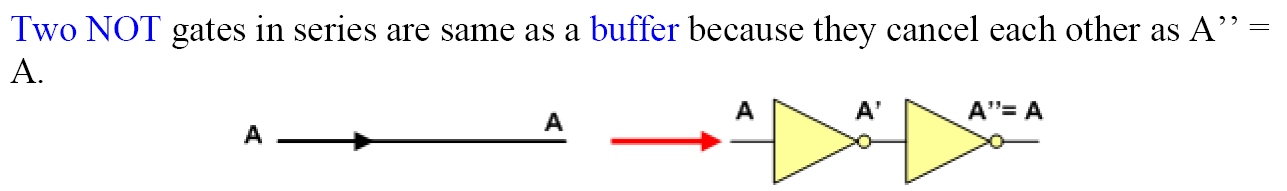 Two NOT gates in series are same as a buffer because they cancel each other as A’’ =
A.
A A A A' A''= A